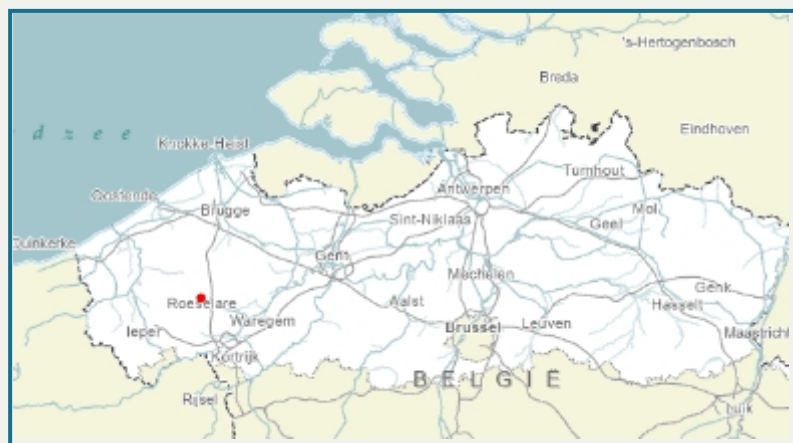 's-Hertogenbosch
Breda
Eindhoven
d z e e
Knokke-Heist
Turnhout
Antwerpen
Oostende
Brugge
Sint-Niklaas
Mol
Geel
Duinkerke
Gent
Mechelen
Genk
Roeselare
Aalst
Hasselt
Ieper
Waregem
Brussel
Leuven
Maastricht
Kortrijk
BELGIË
Rijsel
Luik